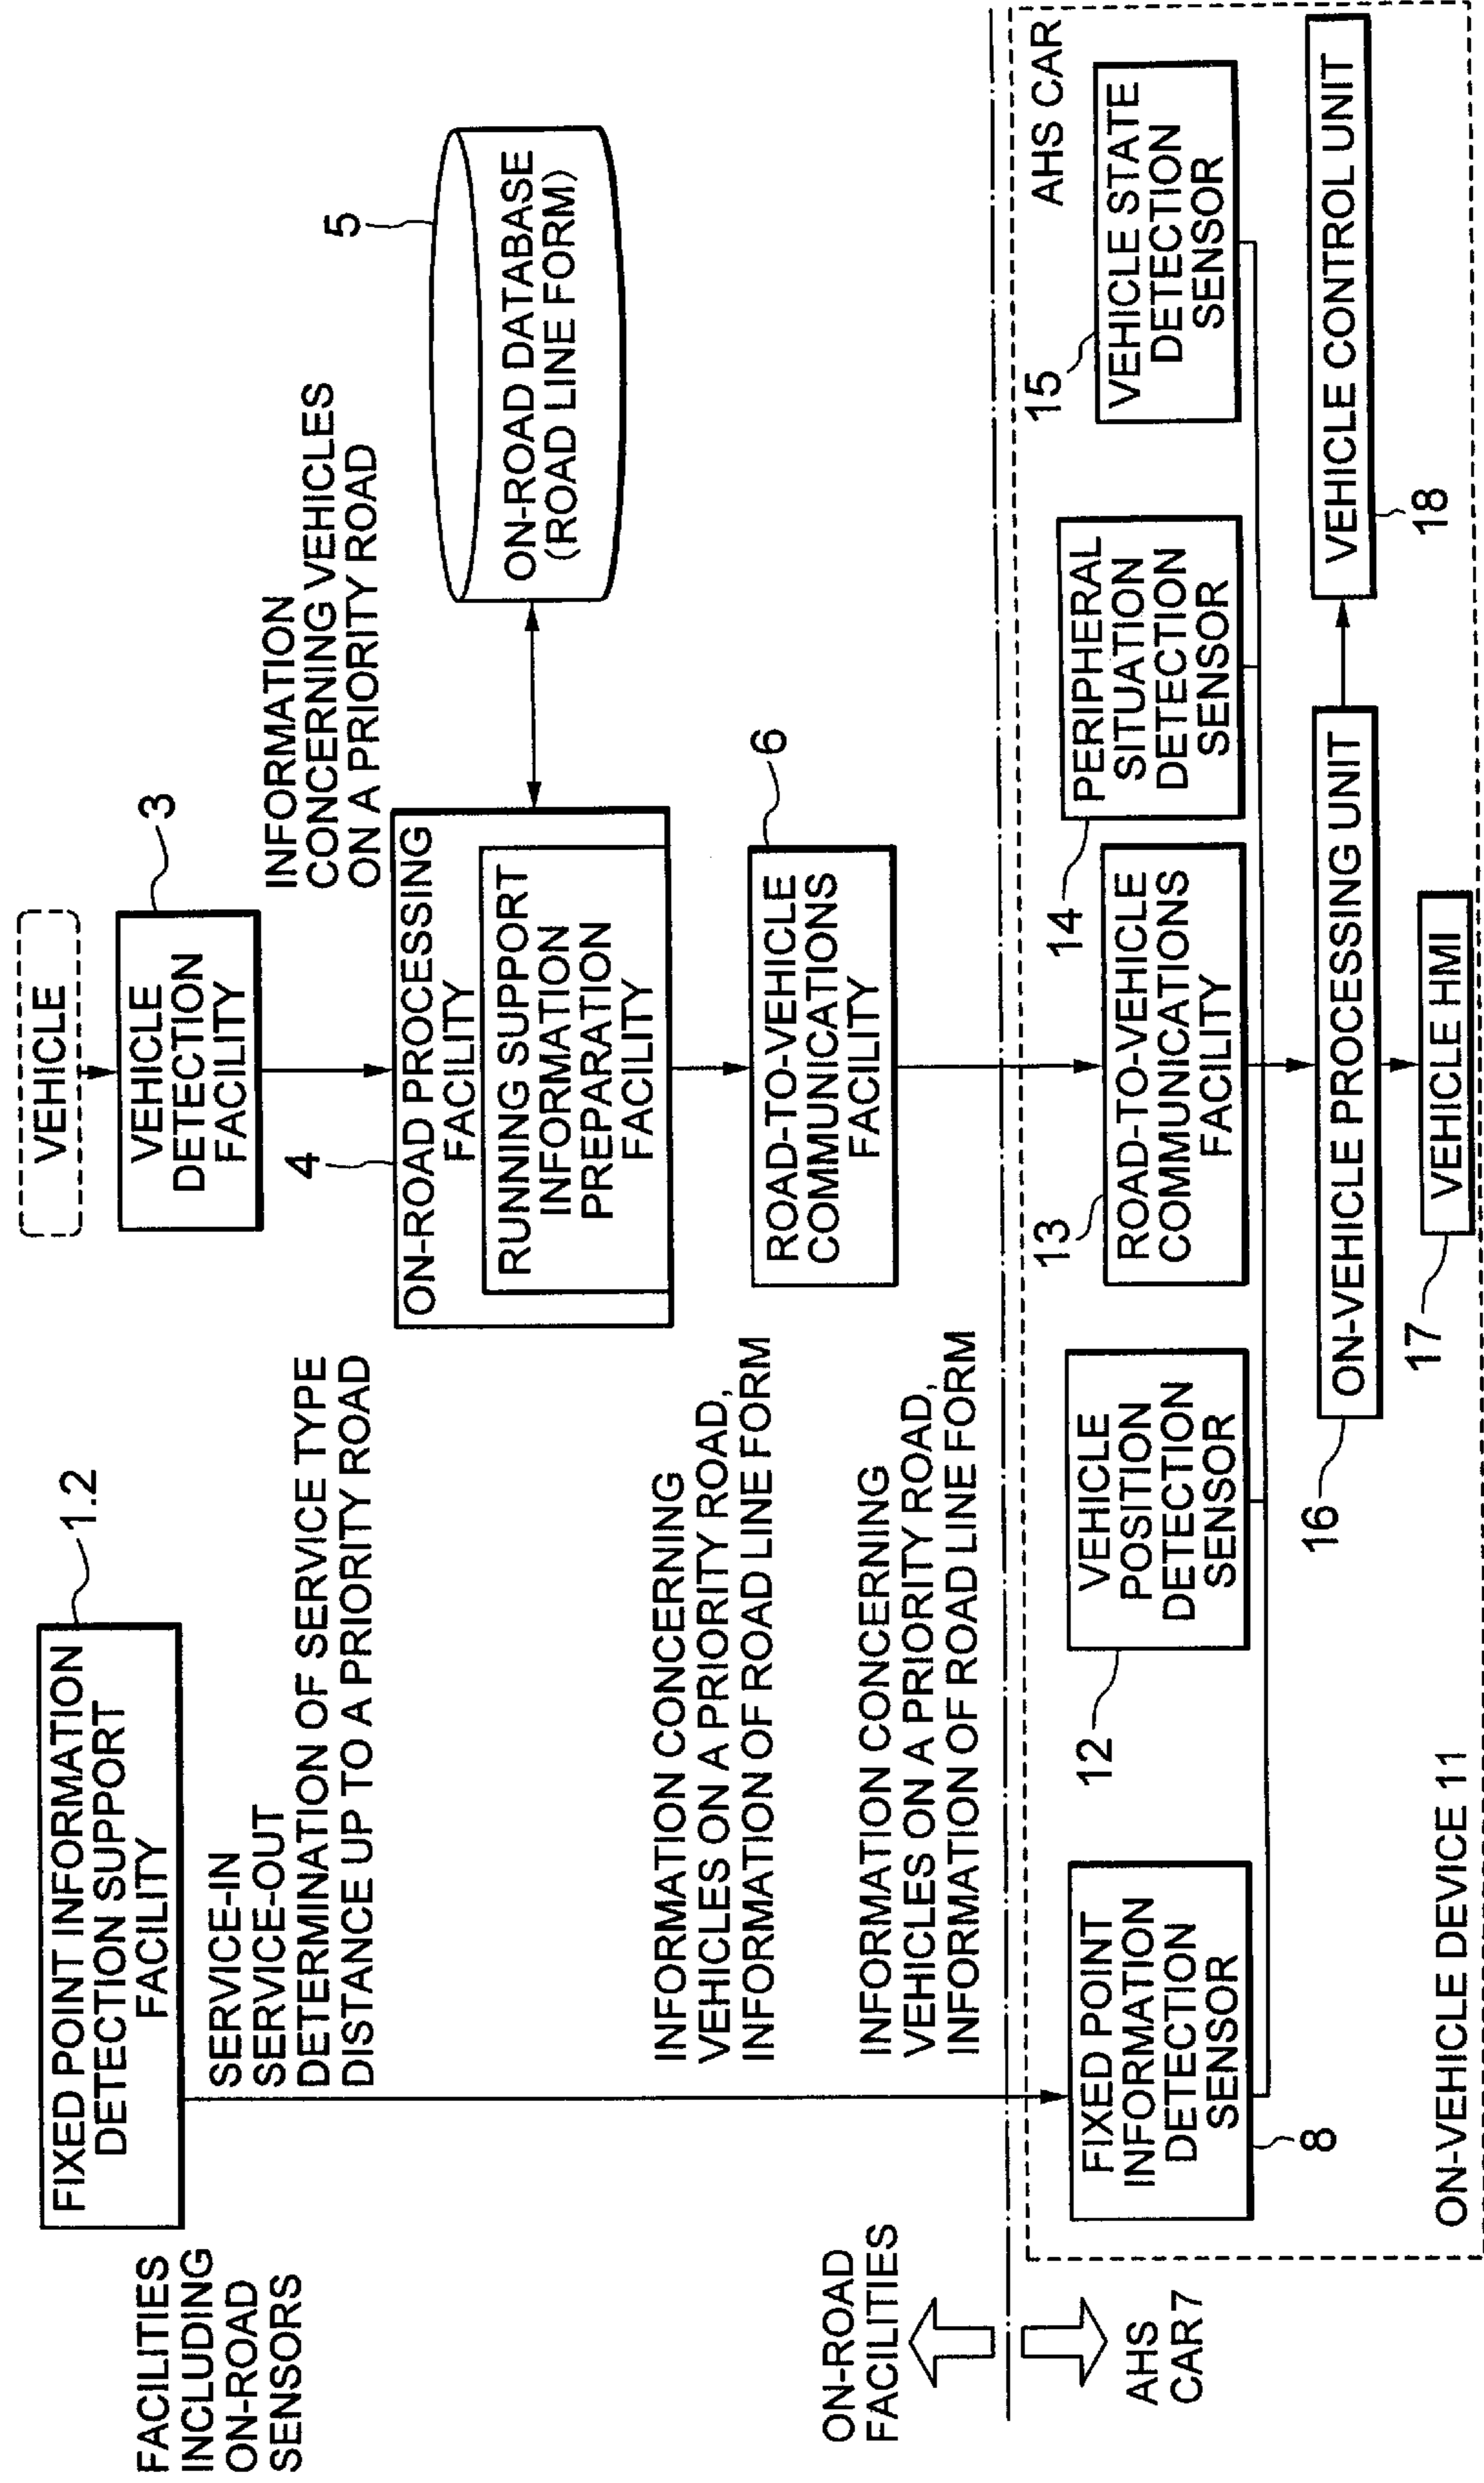 FACILITIES
INCLUDING
ON-ROAD
SENSORS
FIXED POINT INFORMATION
DETECTION SUPPORT
FACILITY
1.2
SERVICE-IN
SERVICE-OUT
DETERMINATION OF SERVICE TYPE
DISTANCE UP TO A PRIORITY ROAD
VEHICLE
VEHICLE
DETECTION
FACILITY
3
INFORMATION
CONCERNING VEHICLES
ON A PRIORITY ROAD
4
ON-ROAD PROCESSING
FACILITY
RUNNING SUPPORT
INFORMATION
PREPARATION
FACILITY
5
ON-ROAD DATABASE
(ROAD LINE FORM)
INFORMATION CONCERNING
VEHICLES ON A PRIORITY ROAD,
INFORMATION OF ROAD LINE FORM
ROAD-TO-VEHICLE
COMMUNICATIONS
FACILITY
6
INFORMATION CONCERNING
VEHICLES ON A PRIORITY ROAD,
INFORMATION OF ROAD LINE FORM
ON-ROAD
FACILITIES
AHS
CAR 7
AHS CAR
FIXED POINT
INFORMATION
DETECTION
SENSOR
8
12
VEHICLE
POSITION
DETECTION
SENSOR
13
ROAD-TO-VEHICLE
COMMUNICATIONS
FACILITY
14
PERIPHERAL
SITUATION
DETECTION
SENSOR
15
VEHICLE STATE
DETECTION
SENSOR
16
ON-VEHICLE PROCESSING UNIT
VEHICLE CONTROL UNIT
18
17
VEHICLE HMI
ON-VEHICLE DEVICE 11